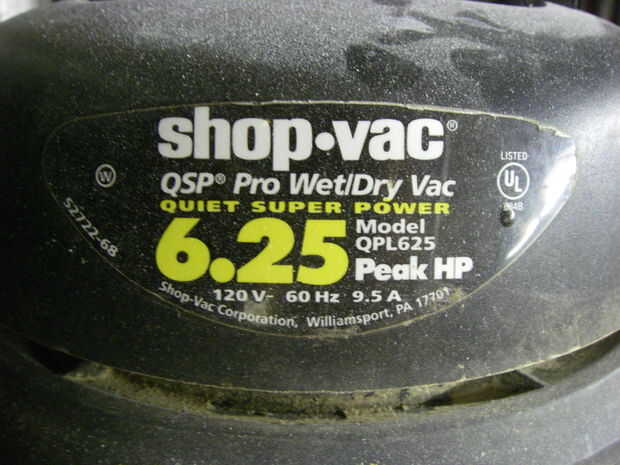 shop•vac®
LISTED
UL
QSP® Pro Wet/Dry Vac
W
QUIET SUPER POWER
6.25
Model
QPL625
Peak HP
52722-68
120 V~ 60 Hz 9.5 A
Shop-Vac Corporation, Williamsport, PA 17701